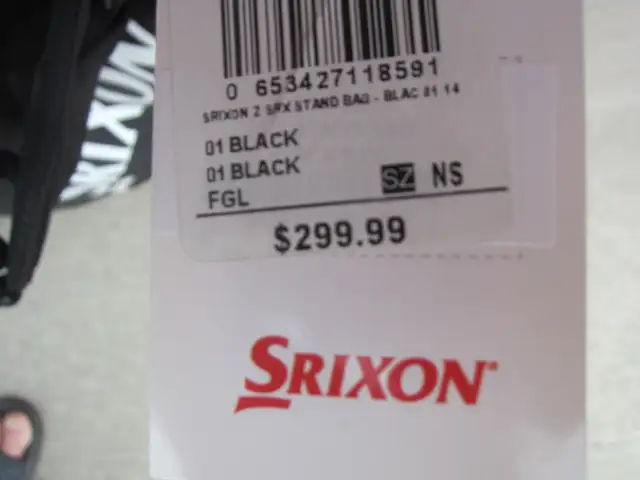 SRIXON
0 653427118591
SRIXON Z SRX STAND BAG - BLAC 01 14
01 BLACK
01 BLACK
SZ NS
FGL
$299.99
SRIXON